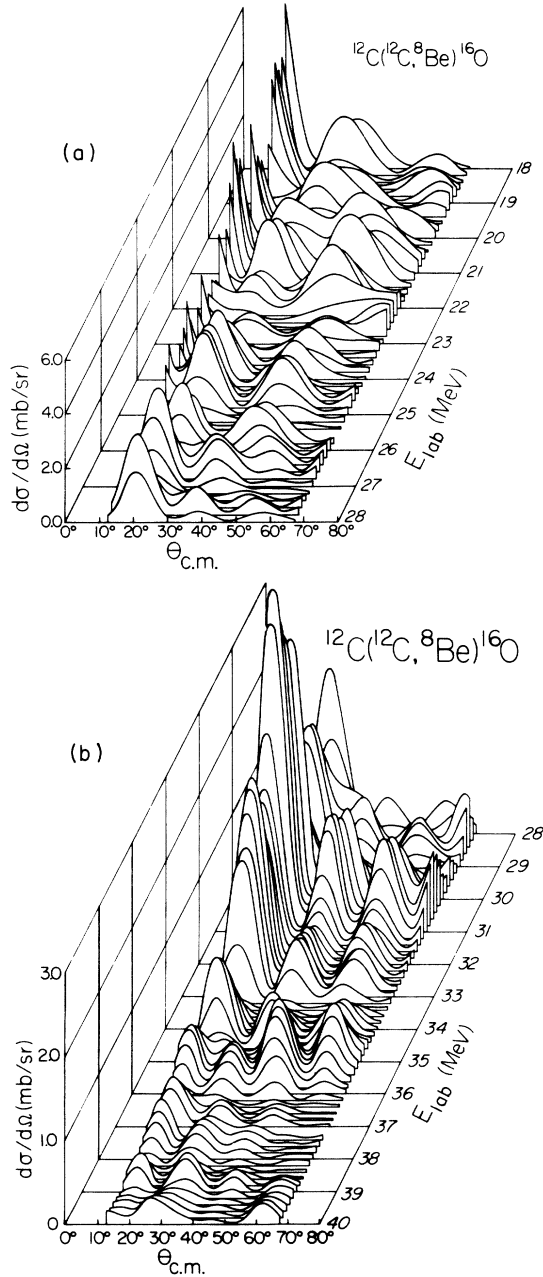 ¹²C(¹²C,⁸Be)¹⁶O
(a)
18
19
20
21
22
23
24
25
26
27
28
E_lab (MeV)
6.0
4.0
2.0
0.0
dσ/dΩ (mb/sr)
0° 10° 20° 30° 40° 50° 60° 70° 80°
Θc.m.
¹²C(¹²C,⁸Be)¹⁶O
(b)
28
29
30
31
32
33
34
35
36
37
38
39
40
E_lab (MeV)
3.0
2.0
1.0
0
dσ/dΩ (mb/sr)
0° 10° 20° 30° 40° 50° 60° 70° 80°
Θc.m.